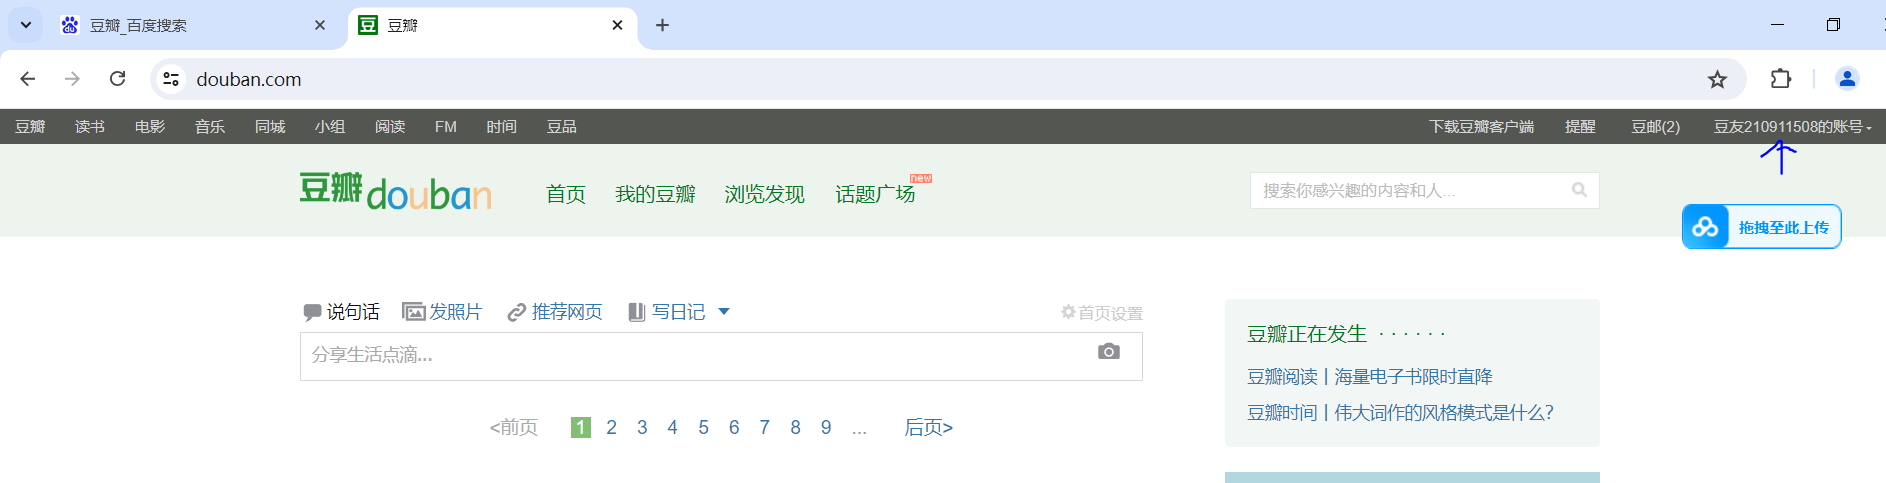 豆瓣_百度搜索
豆瓣
douban.com
豆瓣 读书 电影 音乐 同城 小组 阅读 FM 时间 豆品 下载豆瓣客户端 提醒 豆邮(2) 豆友210911508的账号
豆瓣douban 首页 我的豆瓣 浏览发现 话题广场 new 搜索你感兴趣的内容和人...
拖拽至此上传
说句话 发照片 推荐网页 写日记 首页设置
分享生活点滴...
<前页 1 2 3 4 5 6 7 8 9 ... 后页>
豆瓣正在发生 · · · · · ·
豆瓣阅读丨海量电子书限时直降
豆瓣时间丨伟大词作的风格模式是什么？